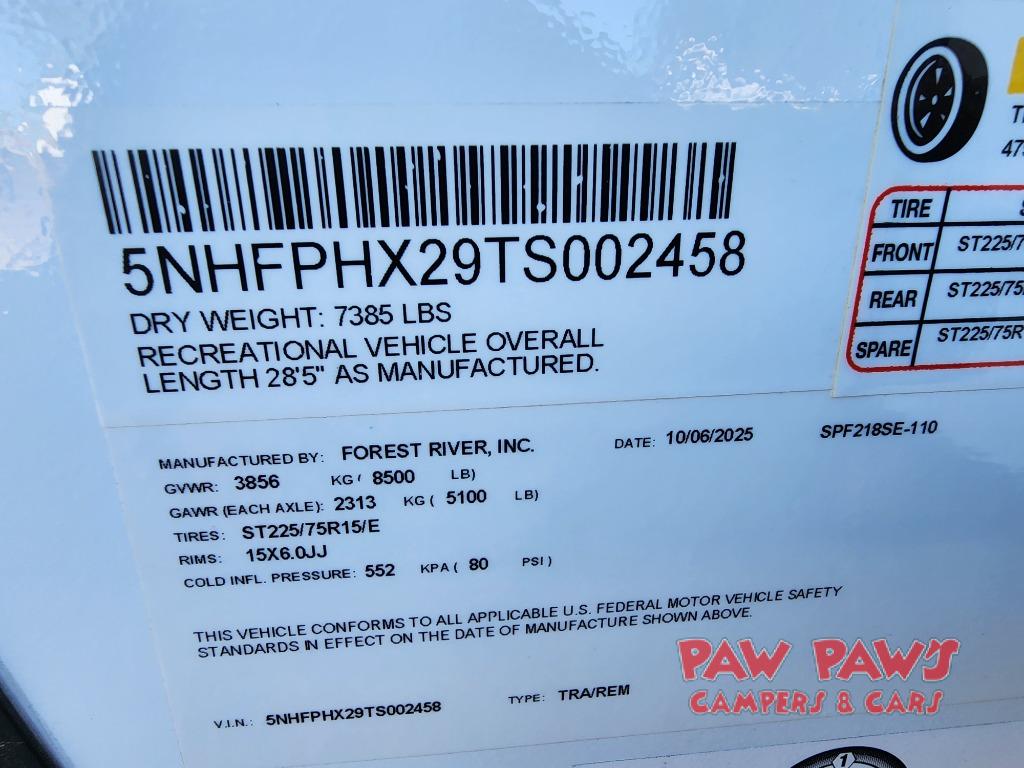 5NHFPHX29TS002458
DRY WEIGHT: 7385 LBS
RECREATIONAL VEHICLE OVERALL
LENGTH 28'5" AS MANUFACTURED.
TIRE
FRONT ST225/7
REAR ST225/75
SPARE ST225/75R
MANUFACTURED BY: FOREST RIVER, INC. DATE: 10/06/2025 SPF218SE-110
GVWR: 3856 KG ( 8500 LB)
GAWR (EACH AXLE): 2313 KG ( 5100 LB)
TIRES: ST225/75R15/E
RIMS: 15X6.0JJ
COLD INFL. PRESSURE: 552 KPA ( 80 PSI )
THIS VEHICLE CONFORMS TO ALL APPLICABLE U.S. FEDERAL MOTOR VEHICLE SAFETY
STANDARDS IN EFFECT ON THE DATE OF MANUFACTURE SHOWN ABOVE.
V.I.N.: 5NHFPHX29TS002458 TYPE: TRA/REM
PAW PAW'S
CAMPERS & CARS
1